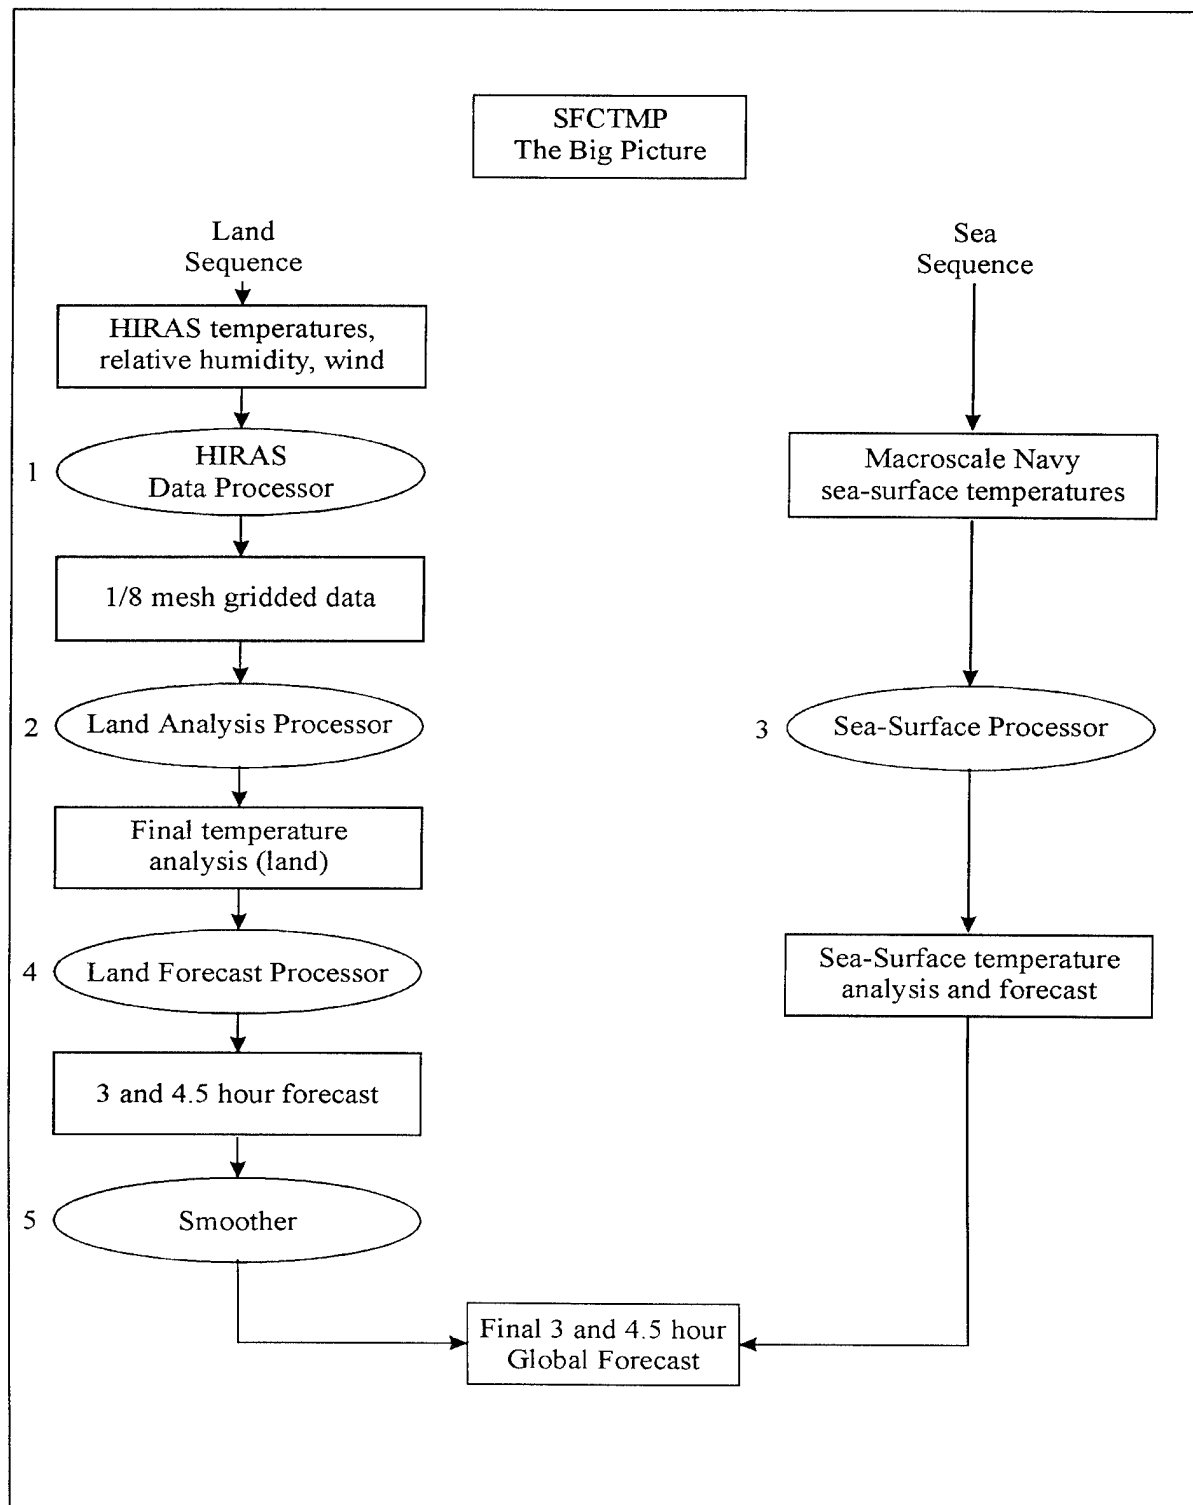 SFCTMP
The Big Picture
Land
Sequence
HIRAS temperatures,
relative humidity, wind
1
HIRAS
Data Processor
1/8 mesh gridded data
2
Land Analysis Processor
Final temperature
analysis (land)
4
Land Forecast Processor
3 and 4.5 hour forecast
5
Smoother
Sea
Sequence
Macroscale Navy
sea-surface temperatures
3
Sea-Surface Processor
Sea-Surface temperature
analysis and forecast
Final 3 and 4.5 hour
Global Forecast